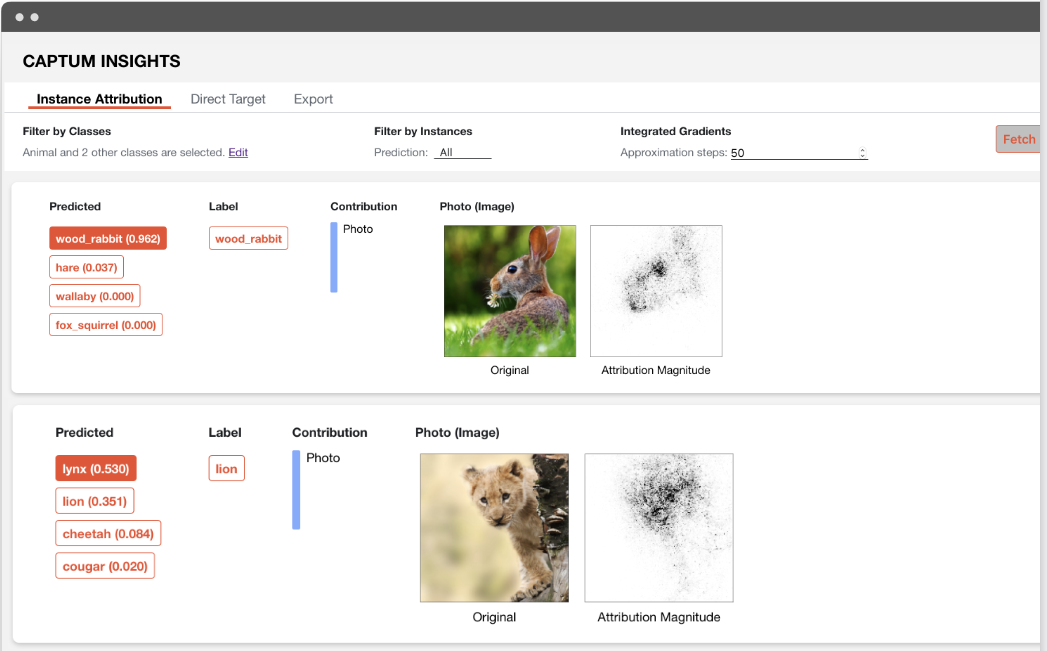 CAPTUM INSIGHTS
Instance Attribution Direct Target Export
Filter by Classes Filter by Instances Integrated Gradients
Animal and 2 other classes are selected. Edit Prediction: All Approximation steps: 50
Fetch
Predicted Label Contribution Photo (Image)
wood_rabbit (0.962) wood_rabbit Photo
hare (0.037)
wallaby (0.000)
fox_squirrel (0.000)
Original Attribution Magnitude
Predicted Label Contribution Photo (Image)
lynx (0.530) lion Photo
lion (0.351)
cheetah (0.084)
cougar (0.020)
Original Attribution Magnitude